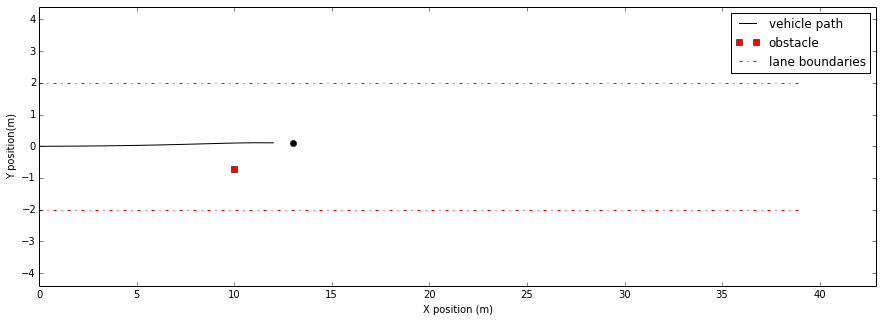 vehicle path
obstacle
lane boundaries
4
3
2
1
0
−1
−2
−3
−4
Y position(m)
0 5 10 15 20 25 30 35 40
X position (m)